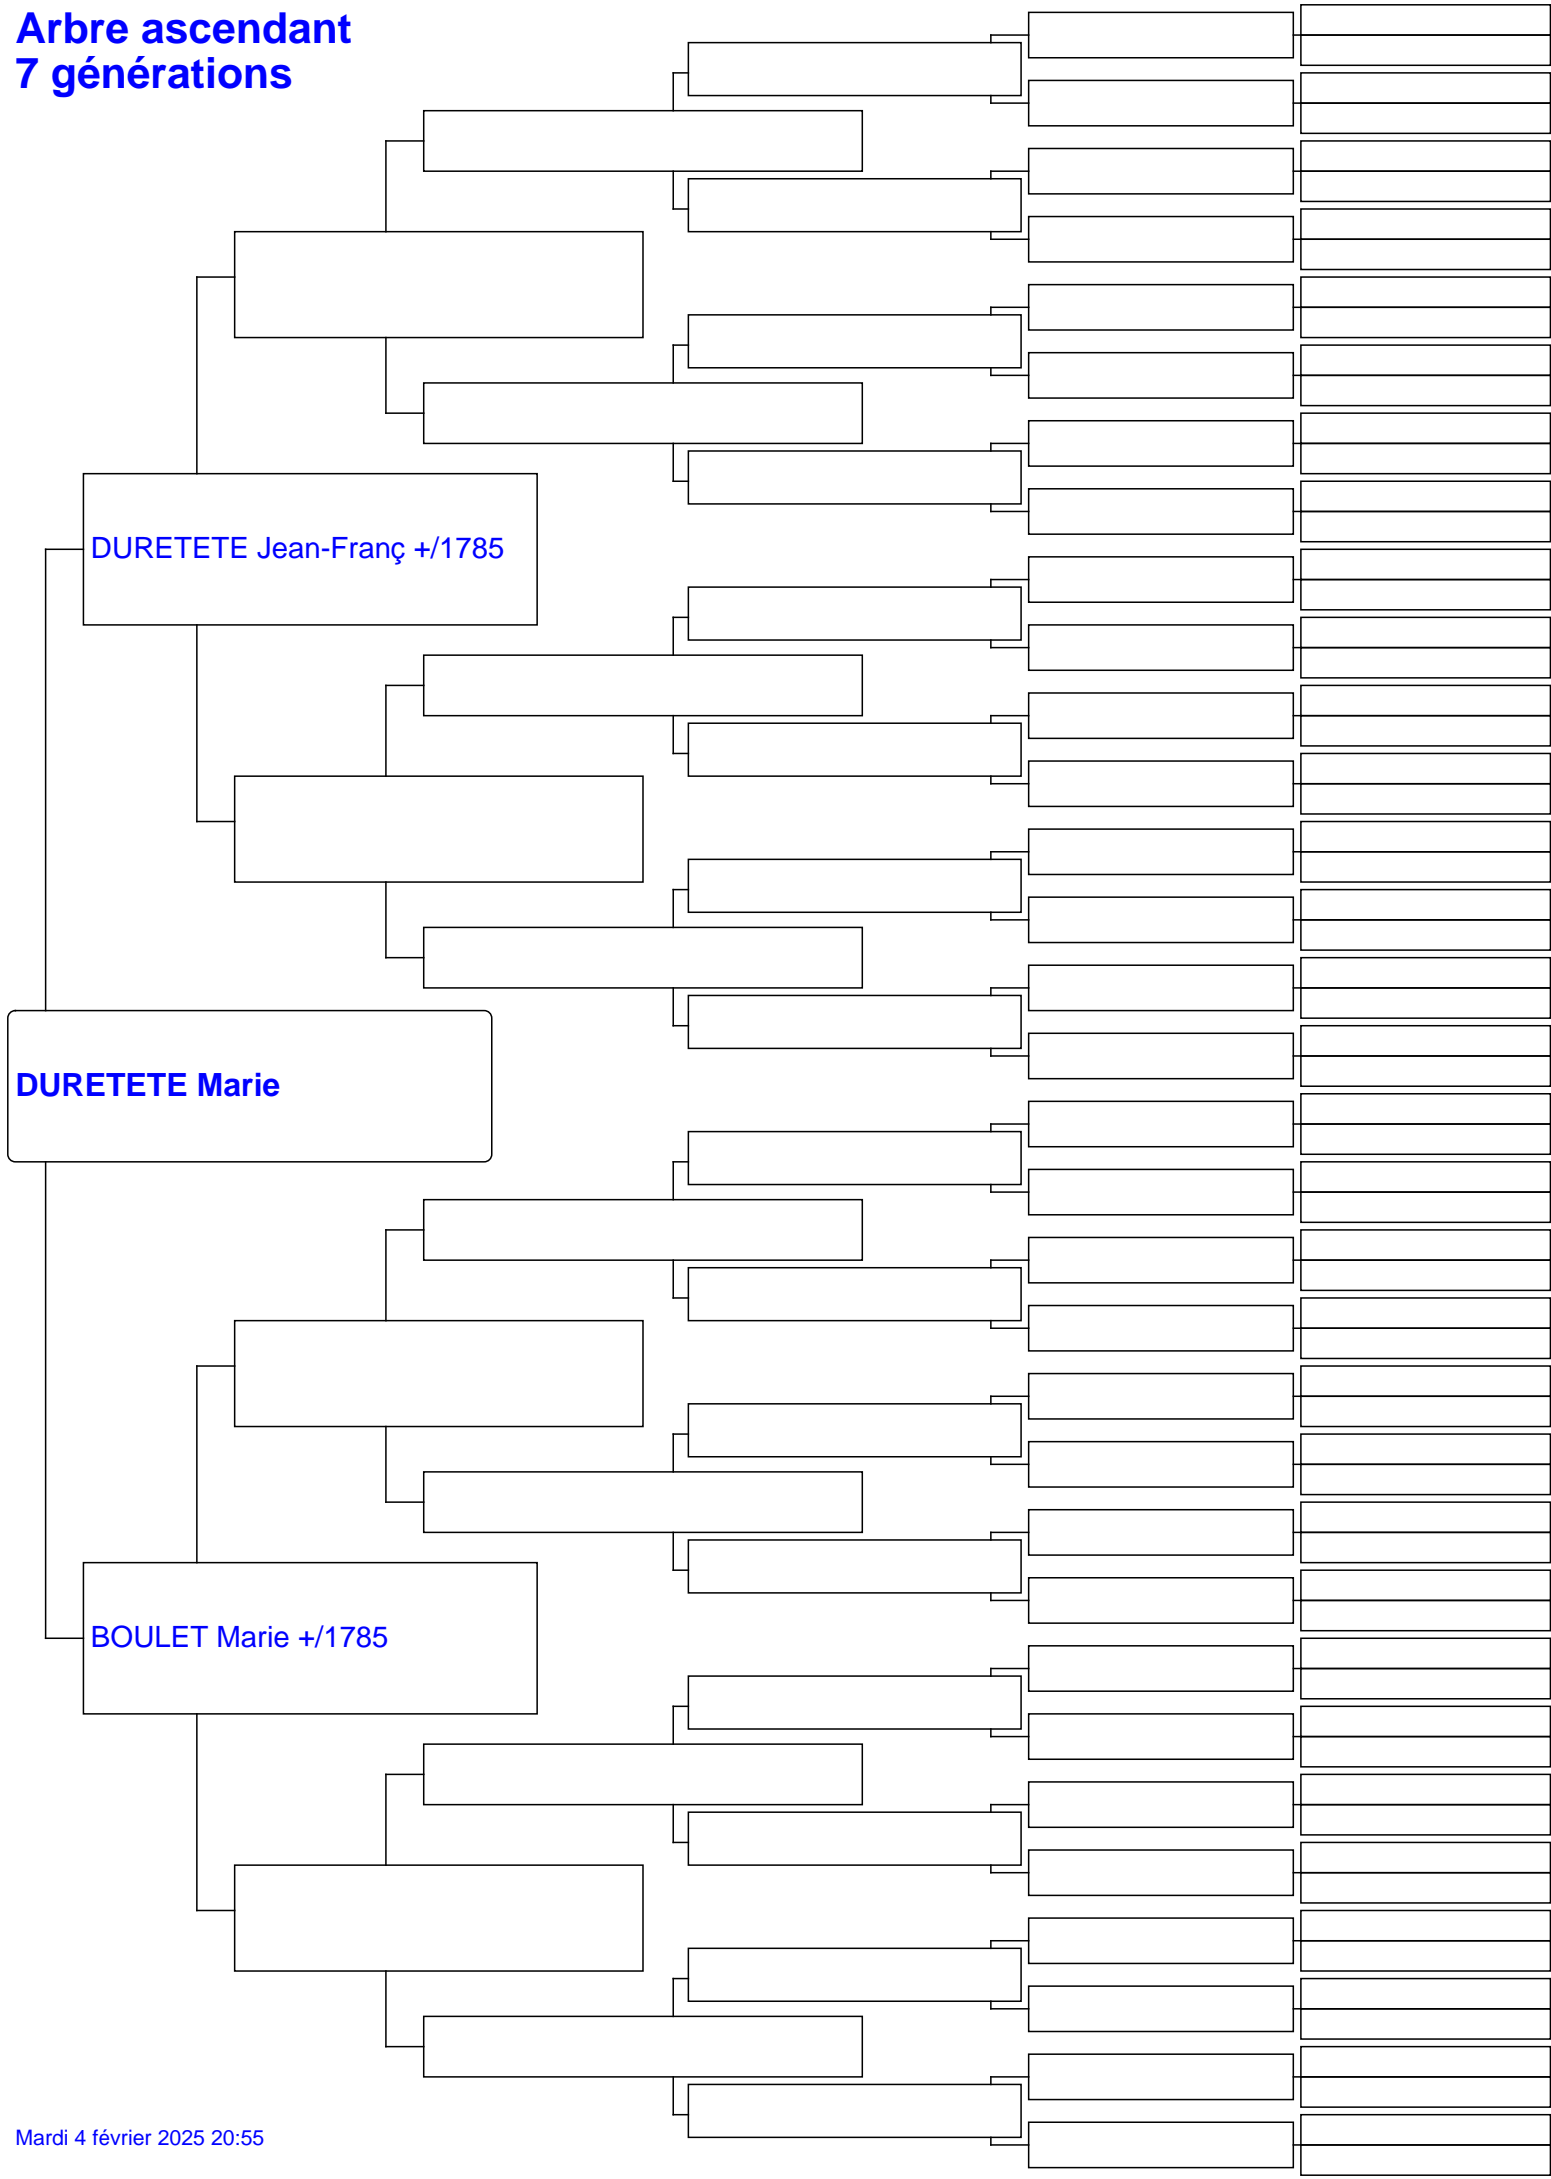 Arbre ascendant
7 générations
DURETETE Jean-Franç +/1785
DURETETE Marie
BOULET Marie +/1785
Mardi 4 février 2025 20:55